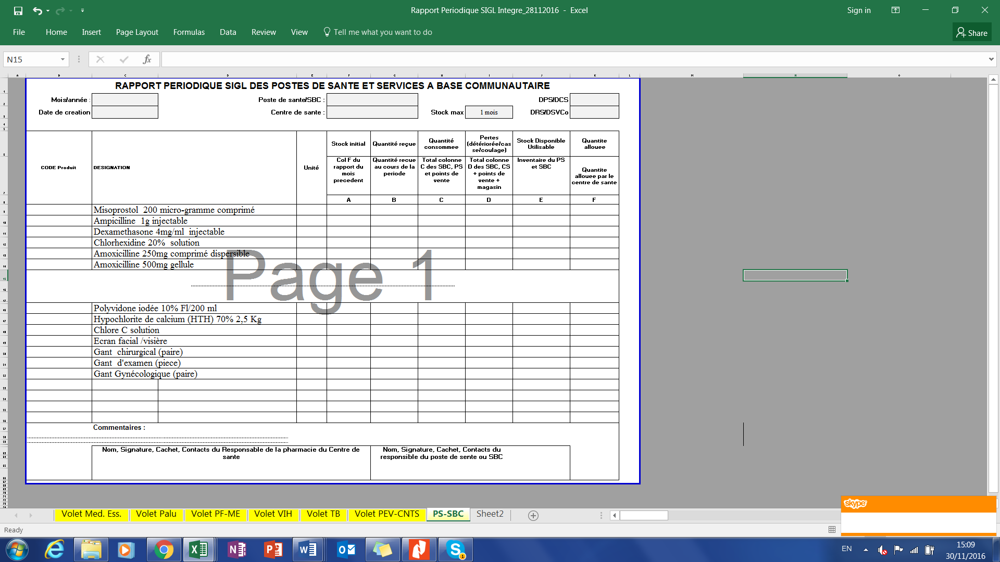 Rapport Periodique SIGL Integre_28112016 - Excel
Sign in
File Home Insert Page Layout Formulas Data Review View Tell me what you want to do
Share
N15
fx
RAPPORT PERIODIQUE SIGL DES POSTES DE SANTE ET SERVICES A BASE COMMUNAUTAIRE
Mois/année : Poste de sante/SBC : DPS/DCS
Date de creation Centre de sante : Stock max 1 mois DRS/DSVCo
CODE Produit
DESIGNATION
Unité
Stock initial
Quantité reçue
Quantité
consommee
Pertes
(détériorée/cas
se/coulage)
Stock Disponible
Utilisable
Quantite
allouee
Col F du
rapport du
mois
precedent
Quantité recue
au cours de la
periode
Total colonne
C des SBC, PS
et points de
vente
Total colonne
D des SBC, CS
+ points de
vente +
magasin
Inventaire du PS
et SBC
Quantite
allouee par le
centre de sante
A B C D E F
Misoprostol 200 micro-gramme comprimé
Ampicilline 1g injectable
Dexamethasone 4mg/ml injectable
Chlorhexidine 20% solution
Amoxicilline 250mg comprimé dispersible
Amoxicilline 500mg gellule
Page 1
Polyvidone iodée 10% Fl/200 ml
Hypochlorite de calcium (HTH) 70% 2,5 Kg
Chlore C solution
Ecran facial /visière
Gant chirurgical (paire)
Gant d'examen (piece)
Gant Gynécologique (paire)
Commentaires :
Nom, Signature, Cachet, Contacts du Responsable de la pharmacie du Centre de
sante
Nom, Signature, Cachet, Contacts du
responsible du poste de sente ou SBC
skype
Volet Med. Ess. Volet Palu Volet PF-ME Volet VIH Volet TB Volet PEV-CNTS PS-SBC Sheet2
Ready
EN
15:09
30/11/2016